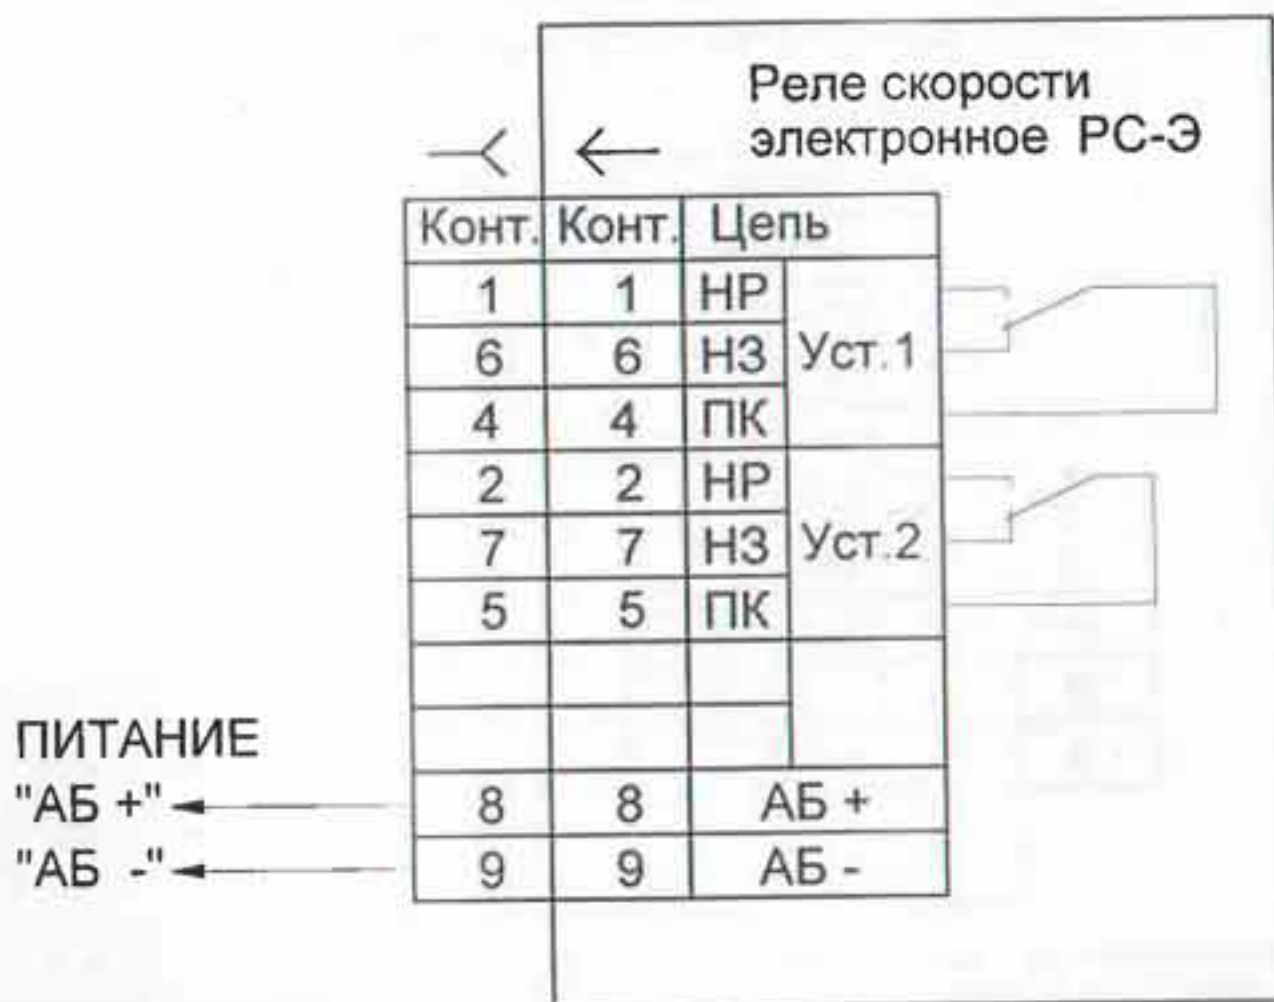 Реле скорости
электронное РС-Э
Конт. Конт. Цепь
1 1 НР
6 6 НЗ Уст.1
4 4 ПК
2 2 НР
7 7 НЗ Уст.2
5 5 ПК
ПИТАНИЕ
"АБ +" 8 8 АБ +
"АБ -" 9 9 АБ -